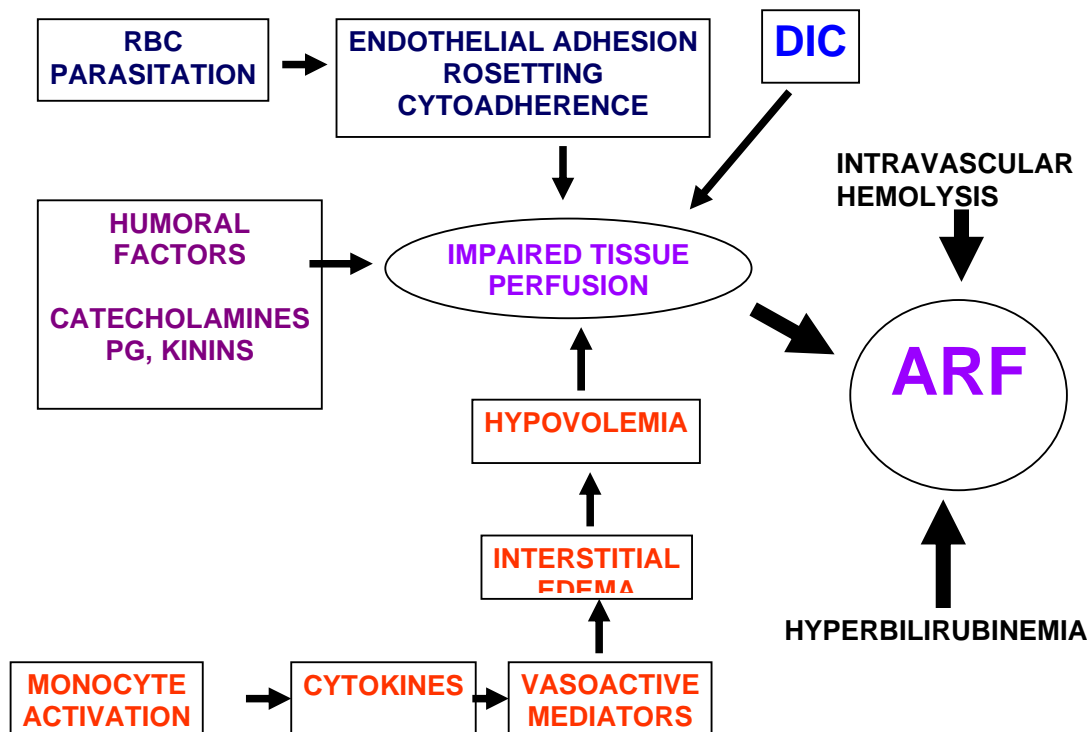 RBC
PARASITATION
ENDOTHELIAL ADHESION
ROSETTING
CYTOADHERENCE
DIC
INTRAVASCULAR
HEMOLYSIS
HUMORAL
FACTORS
CATECHOLAMINES
PG, KININS
IMPAIRED TISSUE
PERFUSION
ARF
HYPOVOLEMIA
INTERSTITIAL
EDEMA
HYPERBILIRUBINEMIA
MONOCYTE
ACTIVATION
CYTOKINES
VASOACTIVE
MEDIATORS